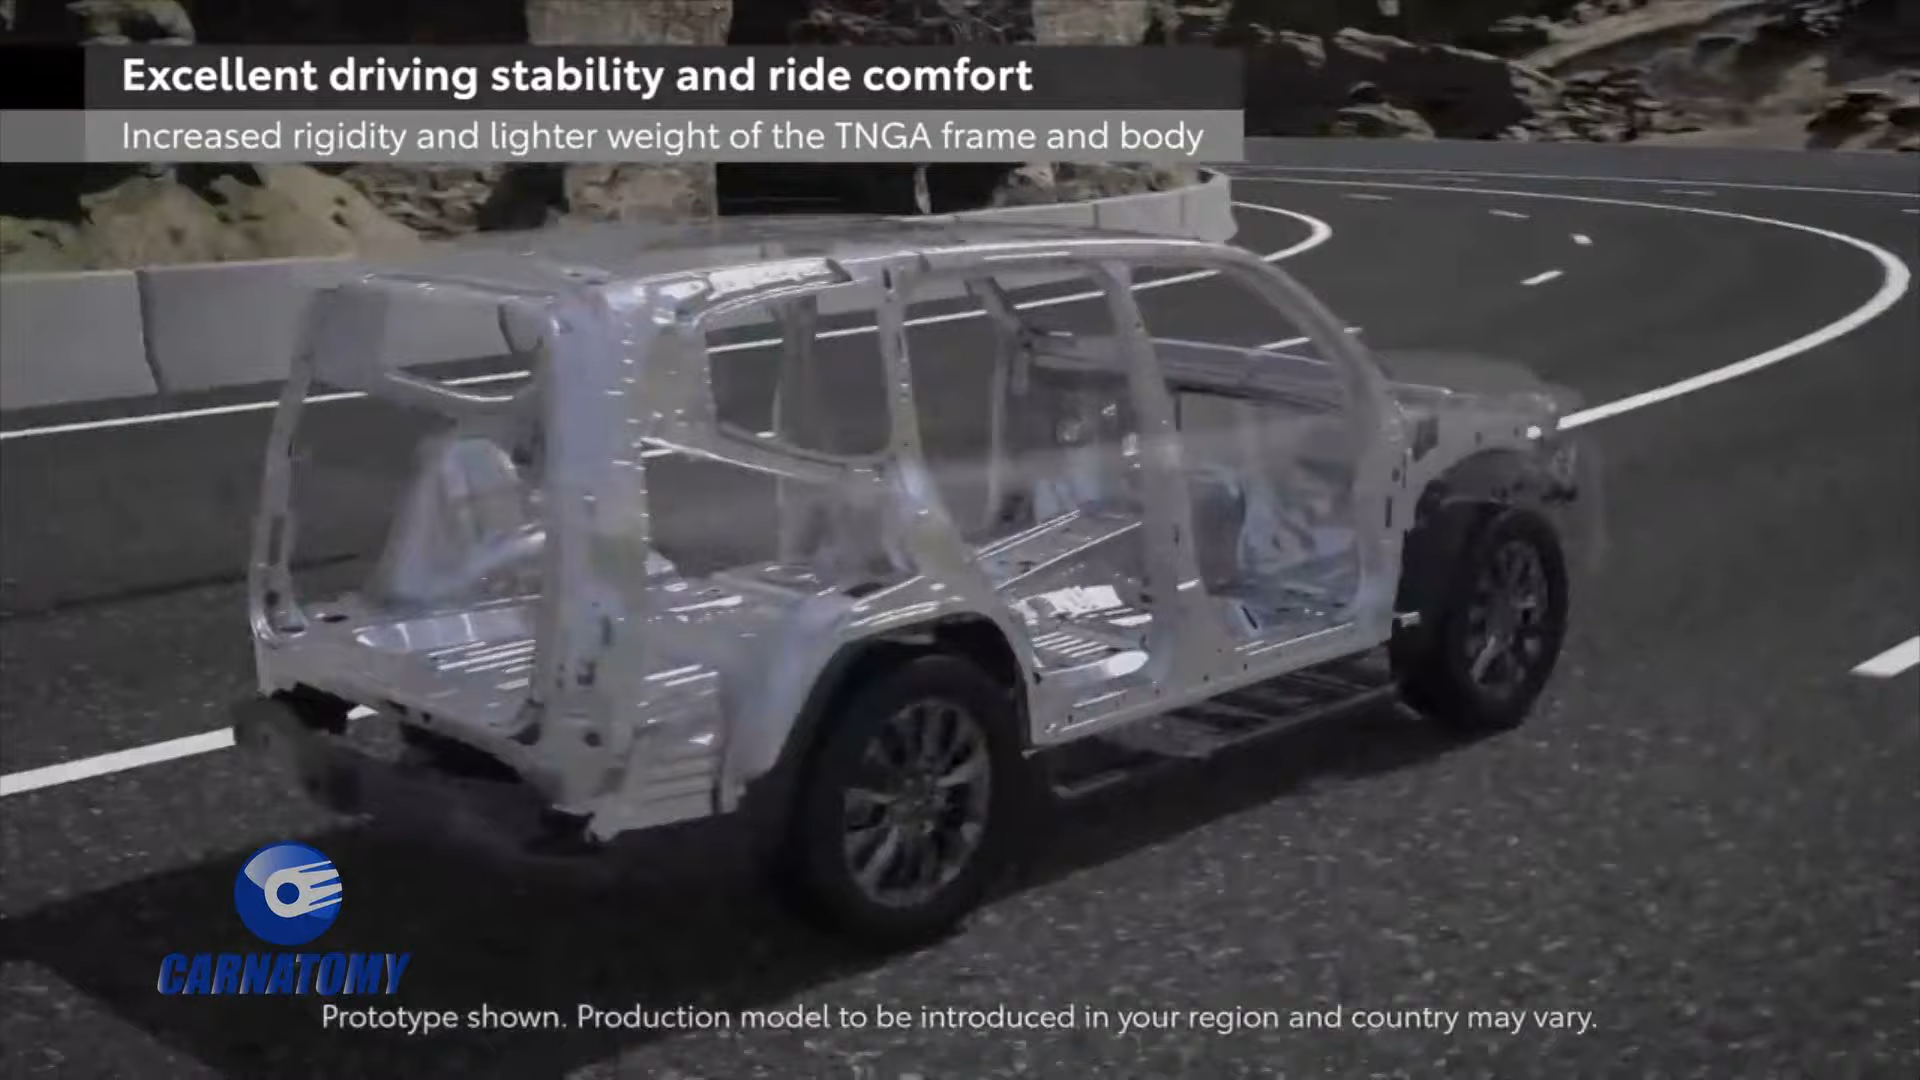 Excellent driving stability and ride comfort
Increased rigidity and lighter weight of the TNGA frame and body
CARNATOMY
Prototype shown. Production model to be introduced in your region and country may vary.